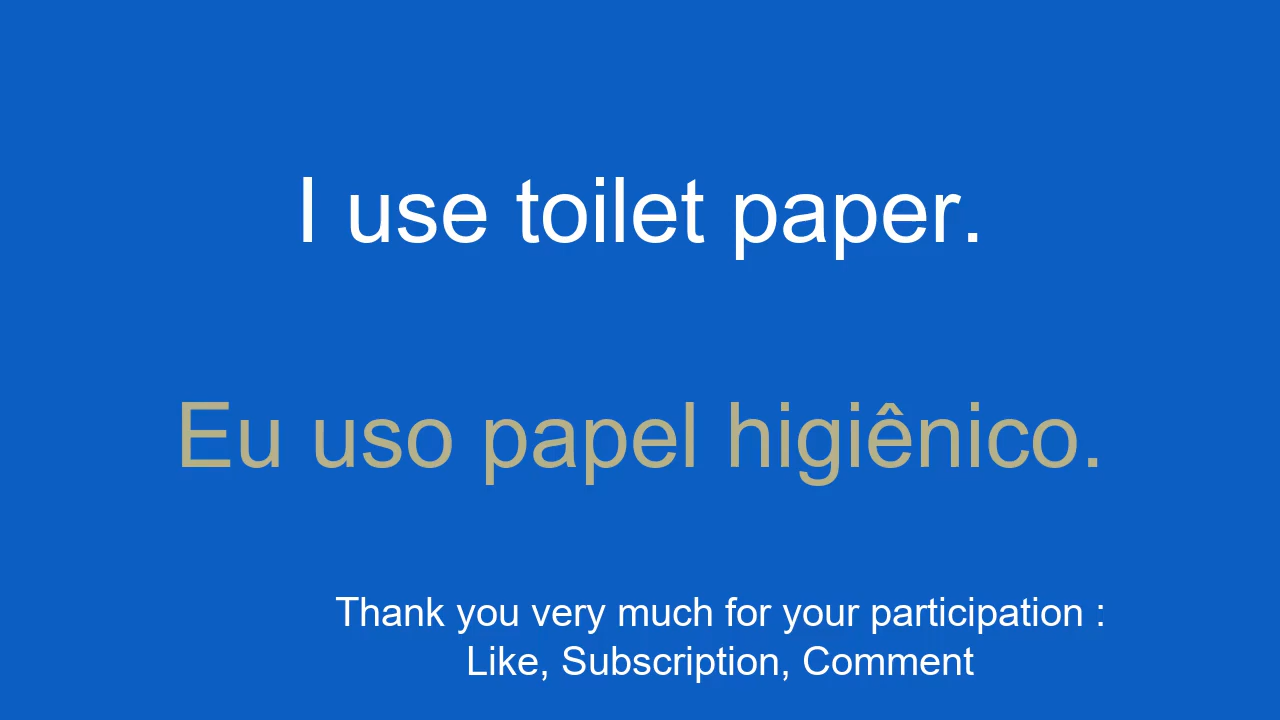 I use toilet paper.
Eu uso papel higiênico.
Thank you very much for your participation :
Like, Subscription, Comment